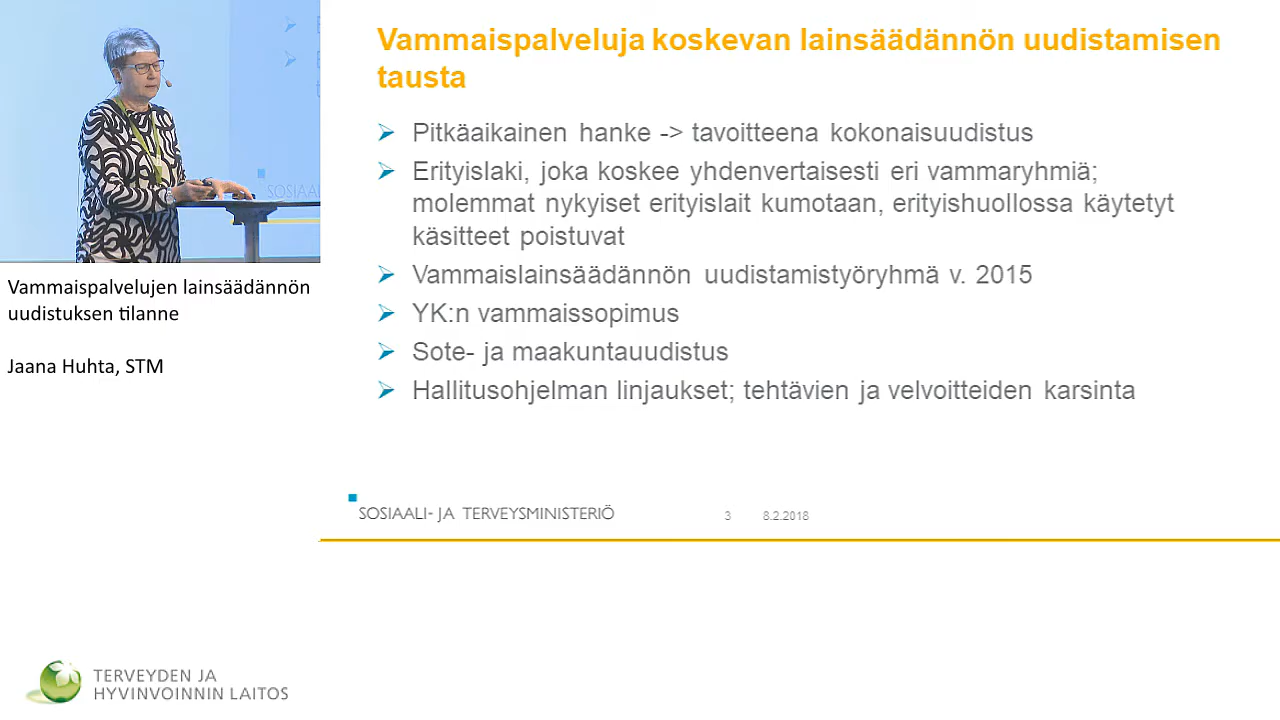 SOSIAAL
Vammaispalvelujen lainsäädännön
uudistuksen tilanne
Jaana Huhta, STM
Vammaispalveluja koskevan lainsäädännön uudistamisen
tausta
Pitkäaikainen hanke -> tavoitteena kokonaisuudistus
Erityislaki, joka koskee yhdenvertaisesti eri vammaryhmiä;
molemmat nykyiset erityislait kumotaan, erityishuollossa käytetyt
käsitteet poistuvat
Vammaislainsäädännön uudistamistyöryhmä v. 2015
YK:n vammaissopimus
Sote- ja maakuntauudistus
Hallitusohjelman linjaukset; tehtävien ja velvoitteiden karsinta
SOSIAALI- JA TERVEYSMINISTERIÖ 3 8.2.2018
TERVEYDEN JA
HYVINVOINNIN LAITOS